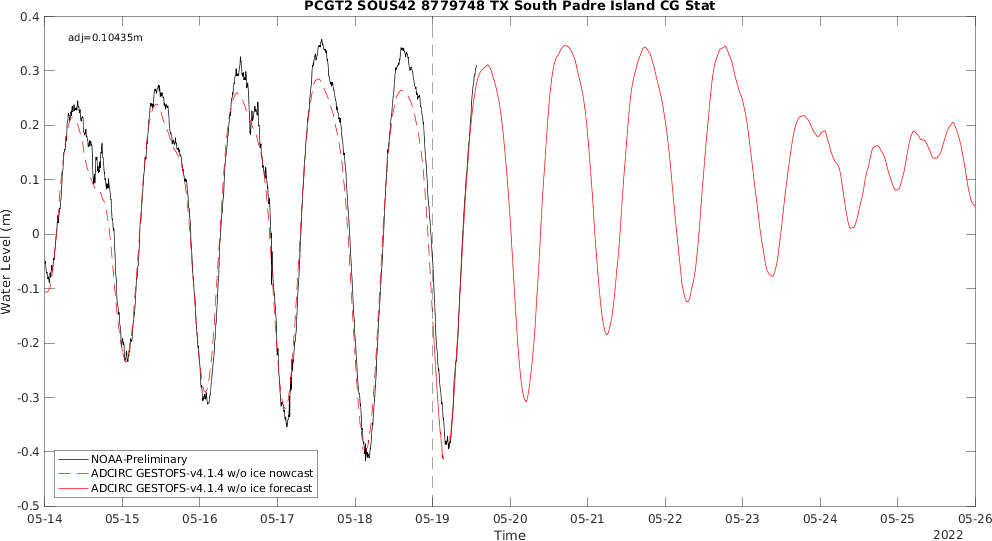 PCGT2 SOUS42 8779748 TX South Padre Island CG Stat
adj=0.10435m
0.4
0.3
0.2
0.1
0
-0.1
-0.2
-0.3
-0.4
-0.5
Water Level (m)
NOAA-Preliminary
ADCIRC GESTOFS-v4.1.4 w/o ice nowcast
ADCIRC GESTOFS-v4.1.4 w/o ice forecast
05-14 05-15 05-16 05-17 05-18 05-19 05-20 05-21 05-22 05-23 05-24 05-25 05-26
Time
2022